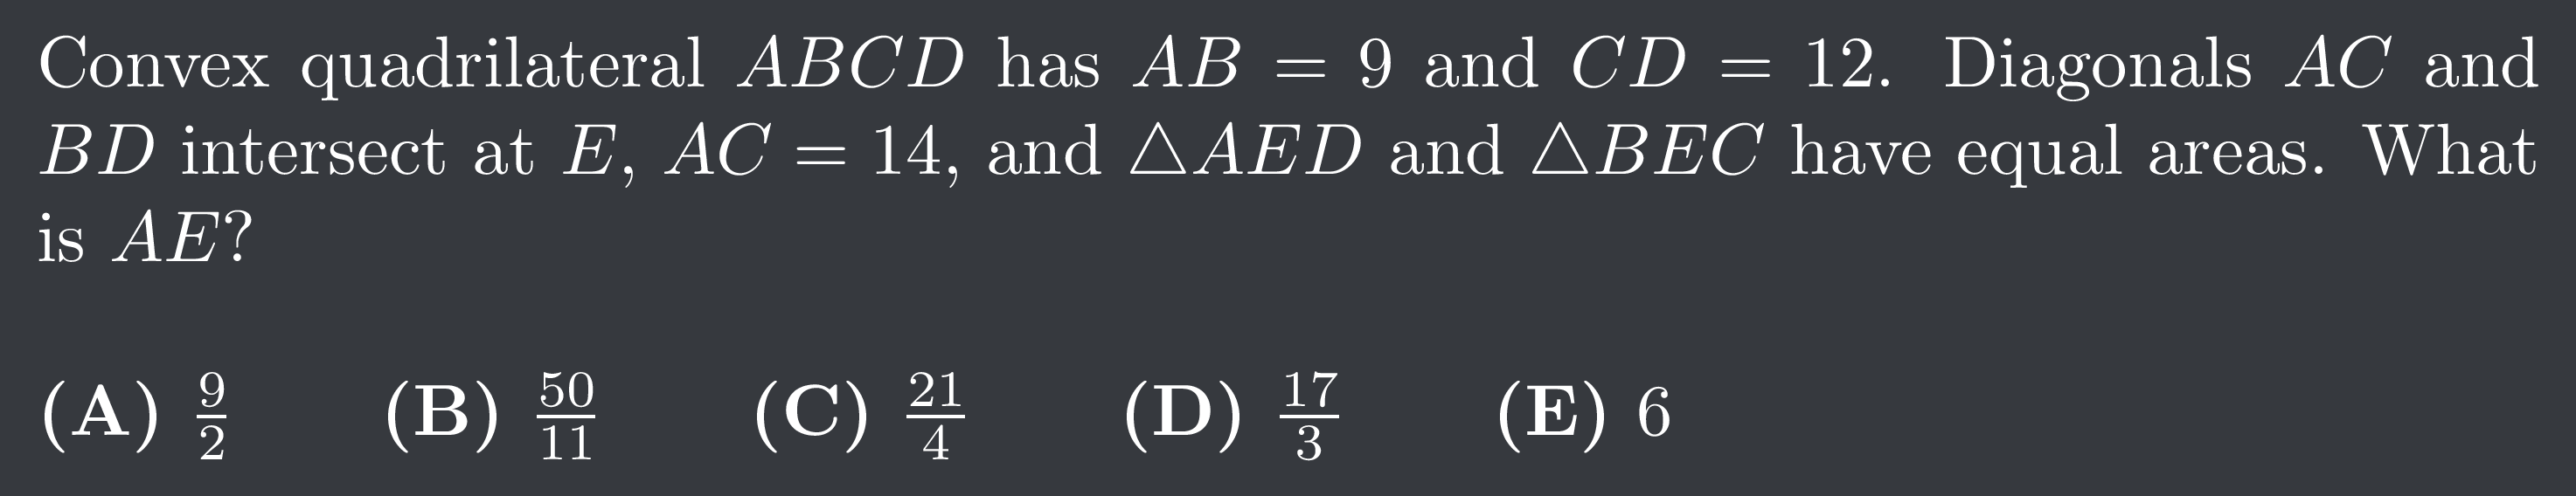 Convex quadrilateral ABCD has AB = 9 and CD = 12. Diagonals AC and
BD intersect at E, AC = 14, and △AED and △BEC have equal areas. What
is AE?
(A) 9/2 (B) 50/11 (C) 21/4 (D) 17/3 (E) 6